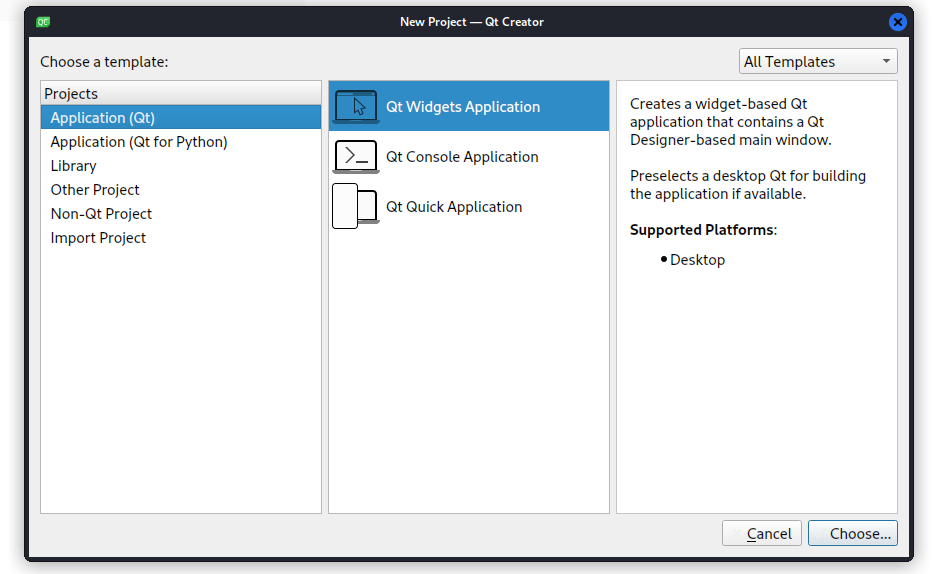 QC
New Project — Qt Creator
Choose a template:
All Templates
Projects
Application (Qt)
Application (Qt for Python)
Library
Other Project
Non-Qt Project
Import Project
Qt Widgets Application
Qt Console Application
Qt Quick Application
Creates a widget-based Qt
application that contains a Qt
Designer-based main window.
Preselects a desktop Qt for building
the application if available.
Supported Platforms:
• Desktop
Cancel
Choose...